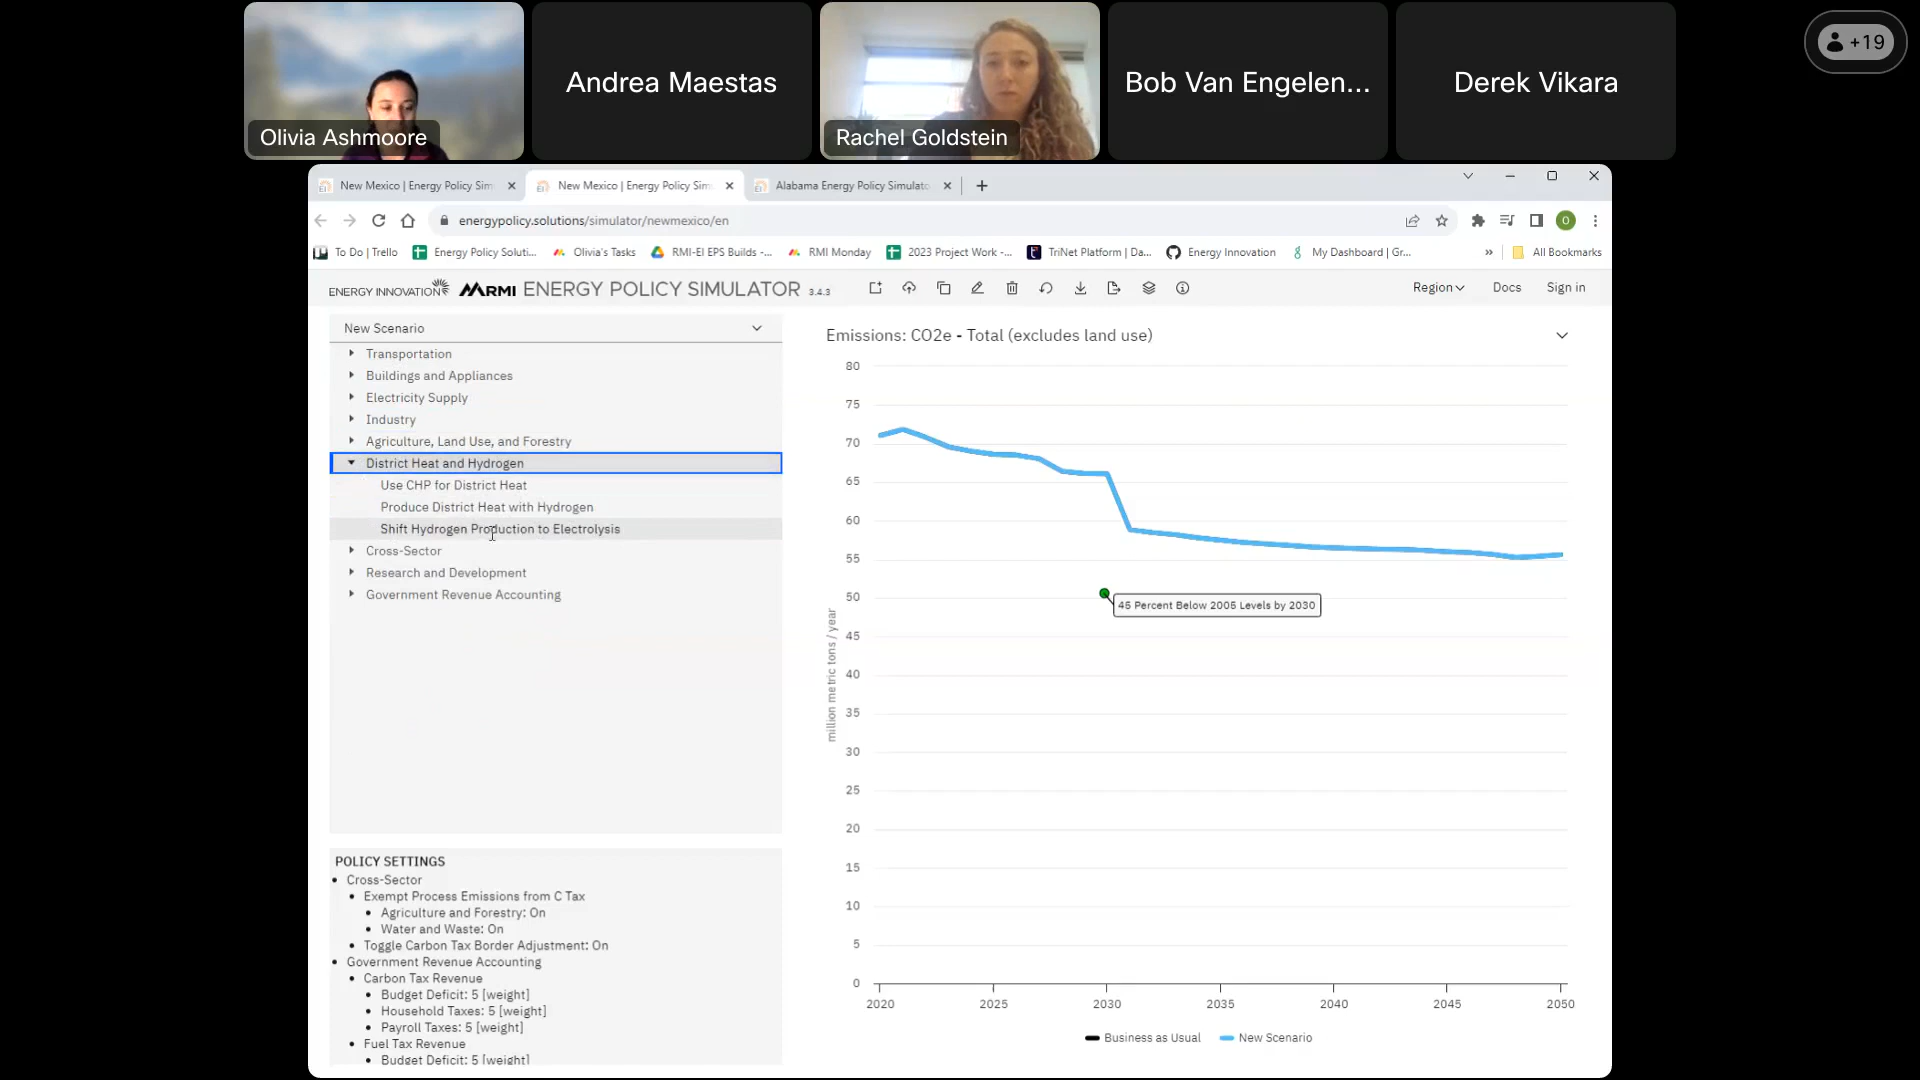 Olivia Ashmoore
Andrea Maestas
Rachel Goldstein
Bob Van Engelen...
Derek Vikara
+19
New Mexico | Energy Policy Sim
New Mexico | Energy Policy Sim
Alabama Energy Policy Simulato
energypolicy.solutions/simulator/newmexico/en
O
To Do | Trello
Energy Policy Soluti...
Olivia's Tasks
RMI-EI EPS Builds -...
RMI Monday
2023 Project Work -...
TriNet Platform | Da...
Energy Innovation
My Dashboard | Gr...
»
All Bookmarks
ENERGY INNOVATION RMI ENERGY POLICY SIMULATOR 3.4.3
Region
Docs
Sign in
New Scenario
Transportation
Buildings and Appliances
Electricity Supply
Industry
Agriculture, Land Use, and Forestry
District Heat and Hydrogen
Use CHP for District Heat
Produce District Heat with Hydrogen
Shift Hydrogen Production to Electrolysis
Cross-Sector
Research and Development
Government Revenue Accounting
POLICY SETTINGS
Cross-Sector
Exempt Process Emissions from C Tax
Agriculture and Forestry: On
Water and Waste: On
Toggle Carbon Tax Border Adjustment: On
Government Revenue Accounting
Carbon Tax Revenue
Budget Deficit: 5 [weight]
Household Taxes: 5 [weight]
Payroll Taxes: 5 [weight]
Fuel Tax Revenue
Budget Deficit: 5 [weight]
Emissions: CO2e - Total (excludes land use)
million metric tons / year
80
75
70
65
60
55
50
45
40
35
30
25
20
15
10
5
0
45 Percent Below 2005 Levels by 2030
2020 2025 2030 2035 2040 2045 2050
Business as Usual New Scenario